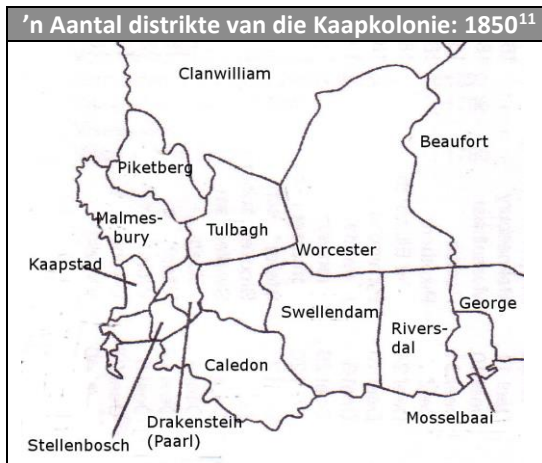 ’n Aantal distrikte van die Kaapkolonie: 1850¹¹
Clanwilliam
Beaufort
Piketberg
Malmes-
bury
Tulbagh
Worcester
Kaapstad
Swellendam
Rivers-
dal
George
Caledon
Mosselbaai
Drakenstein
(Paarl)
Stellenbosch